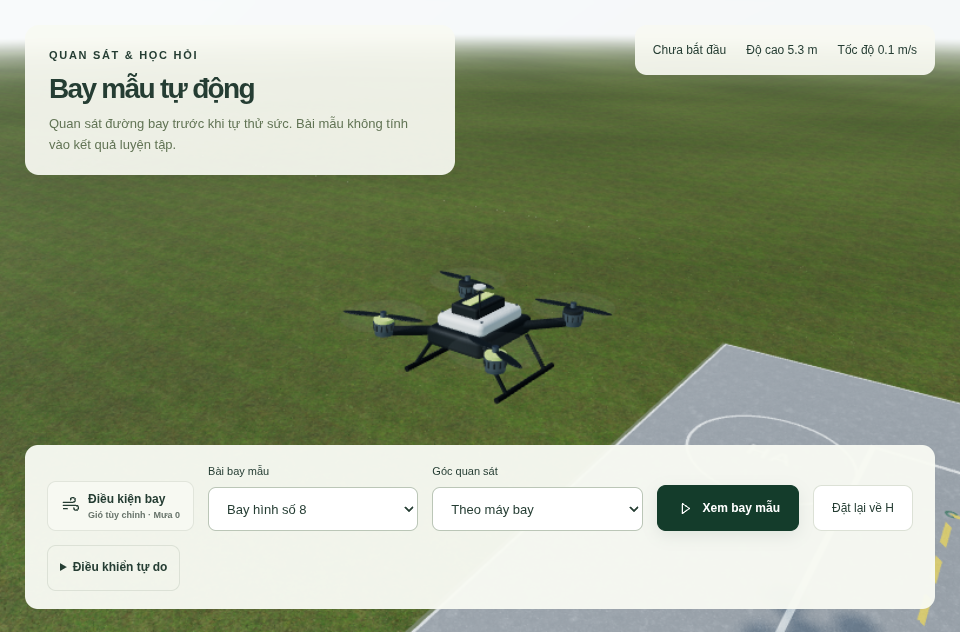 QUAN SÁT & HỌC HỎI
Bay mẫu tự động
Quan sát đường bay trước khi tự thử sức. Bài mẫu không tính
vào kết quả luyện tập.
Chưa bắt đầu Độ cao 5.3 m Tốc độ 0.1 m/s
Bài bay mẫu Góc quan sát
Điều kiện bay
Gió tùy chỉnh · Mưa 0
Bay hình số 8 Theo máy bay Xem bay mẫu Đặt lại về H
Điều khiển tự do